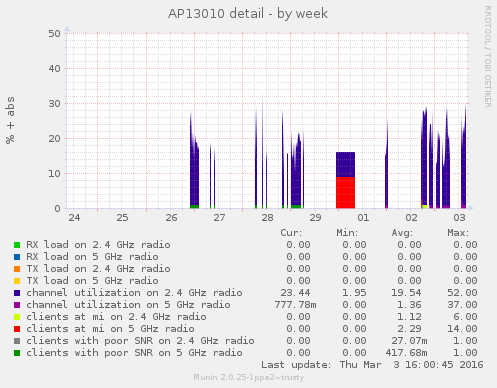 AP13010 detail - by week
RRDTOOL / TOBI OETIKER
% + abs
50
40
30
20
10
0
24 25 26 27 28 29 01 02 03
Cur: Min: Avg: Max:
RX load on 2.4 GHz radio 0.00 0.00 0.00 0.00
RX load on 5 GHz radio 0.00 0.00 0.00 0.00
TX load on 2.4 GHz radio 0.00 0.00 0.00 0.00
TX load on 5 GHz radio 0.00 0.00 0.00 0.00
channel utilization on 2.4 GHz radio 23.44 1.95 19.54 52.00
channel utilization on 5 GHz radio 777.78m 0.00 1.36 37.00
clients at mi on 2.4 GHz radio 0.00 0.00 1.12 6.00
clients at mi on 5 GHz radio 0.00 0.00 2.29 14.00
clients with poor SNR on 2.4 GHz radio 0.00 0.00 27.07m 1.00
clients with poor SNR on 5 GHz radio 0.00 0.00 417.68m 1.00
Last update: Thu Mar 3 16:00:45 2016
Munin 2.0.25-1ppa2~trusty